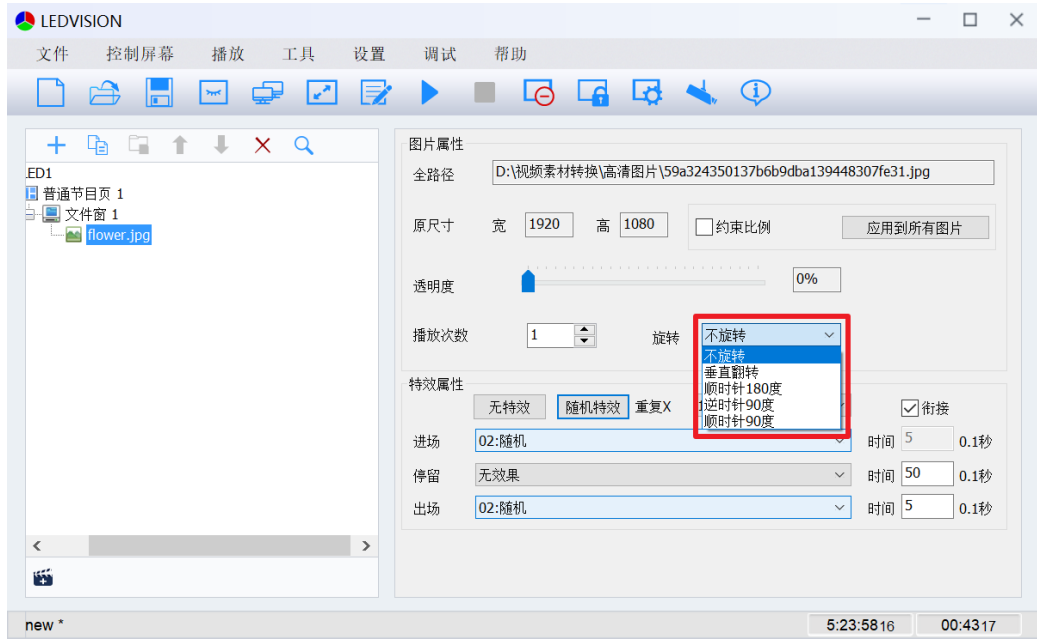 LEDVISION
文件 控制屏幕 播放 工具 设置 调试 帮助
ED1
普通节目页 1
文件窗 1
flower.jpg
图片属性
全路径 D:\视频素材转换\高清图片\59a324350137b6b9dba139448307fe31.jpg
原尺寸 宽 1920 高 1080 约束比例 应用到所有图片
透明度 0%
播放次数 1 旋转 不旋转
不旋转
垂直翻转
顺时针180度
逆时针90度
顺时针90度
特效属性
无特效 随机特效 重复X 衔接
进场 02:随机 时间 5 0.1秒
停留 无效果 时间 50 0.1秒
出场 02:随机 时间 5 0.1秒
new * 5:23:58 16 00:43 17